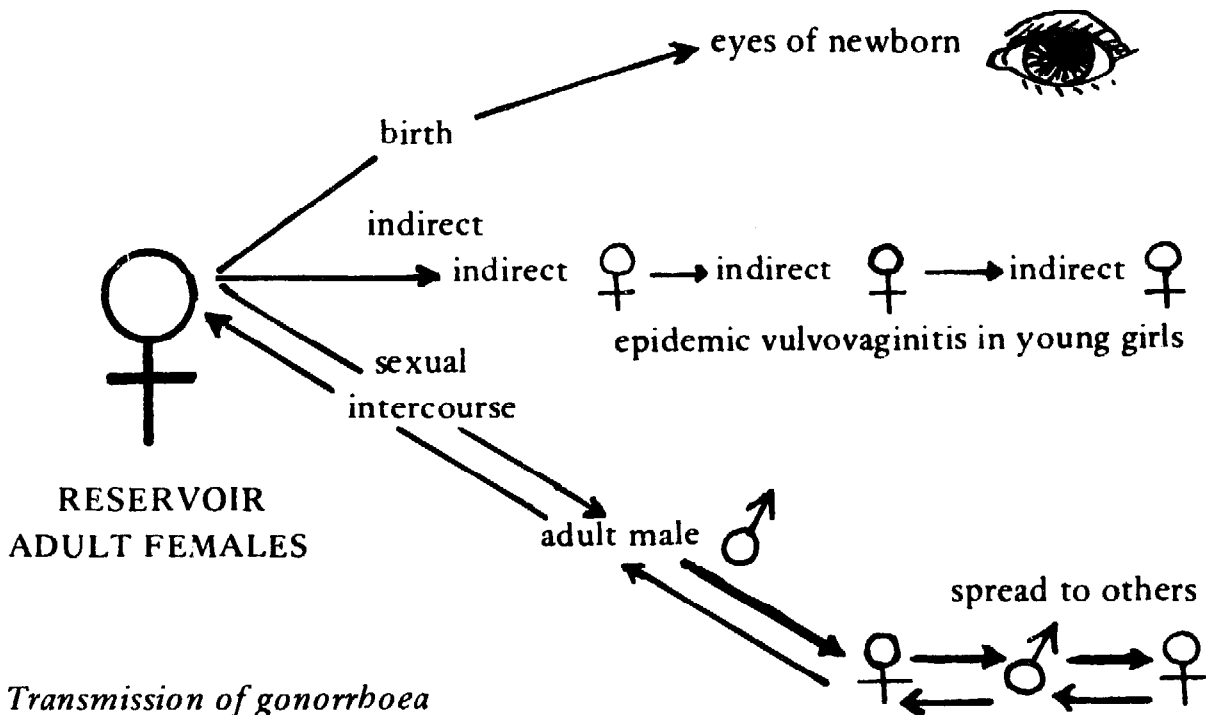 eyes of newborn
birth
indirect
indirect
indirect
indirect
epidemic vulvovaginitis in young girls
sexual
intercourse
RESERVOIR
ADULT FEMALES
adult male
spread to others
Transmission of gonorrhoea